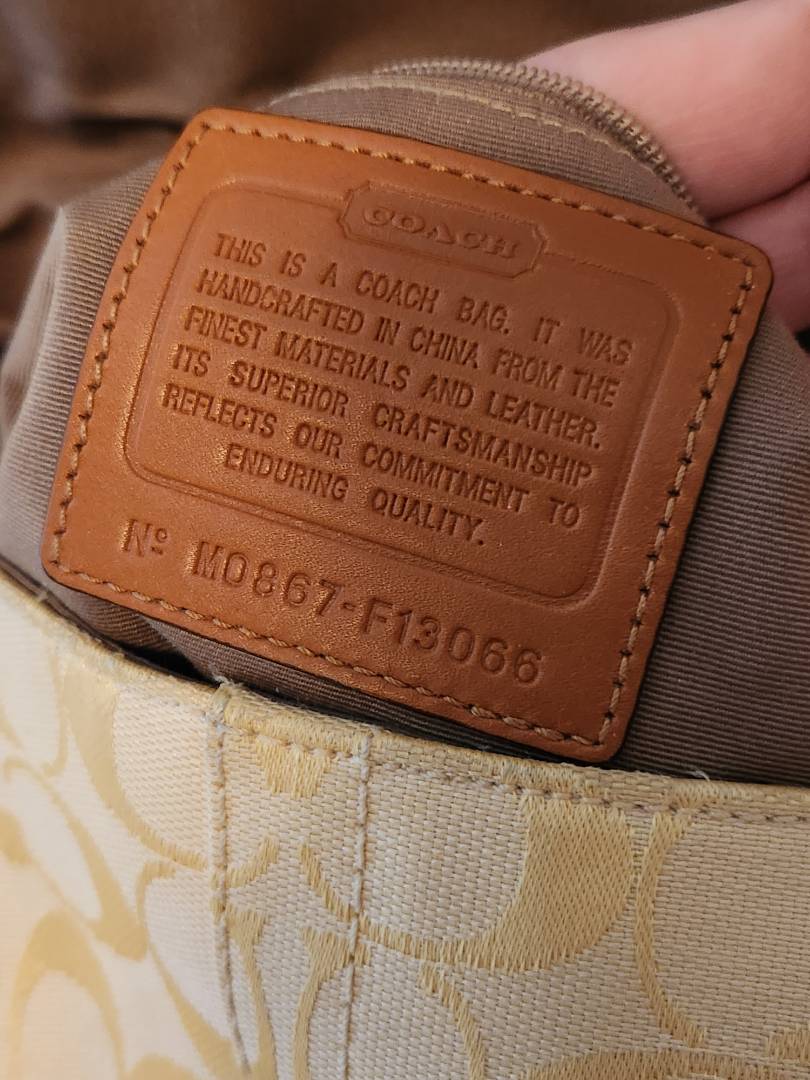 COACH
THIS IS A COACH BAG. IT WAS
HANDCRAFTED IN CHINA FROM THE
FINEST MATERIALS AND LEATHER.
ITS SUPERIOR CRAFTSMANSHIP
REFLECTS OUR COMMITMENT TO
ENDURING QUALITY.
Nº M0867-F13066